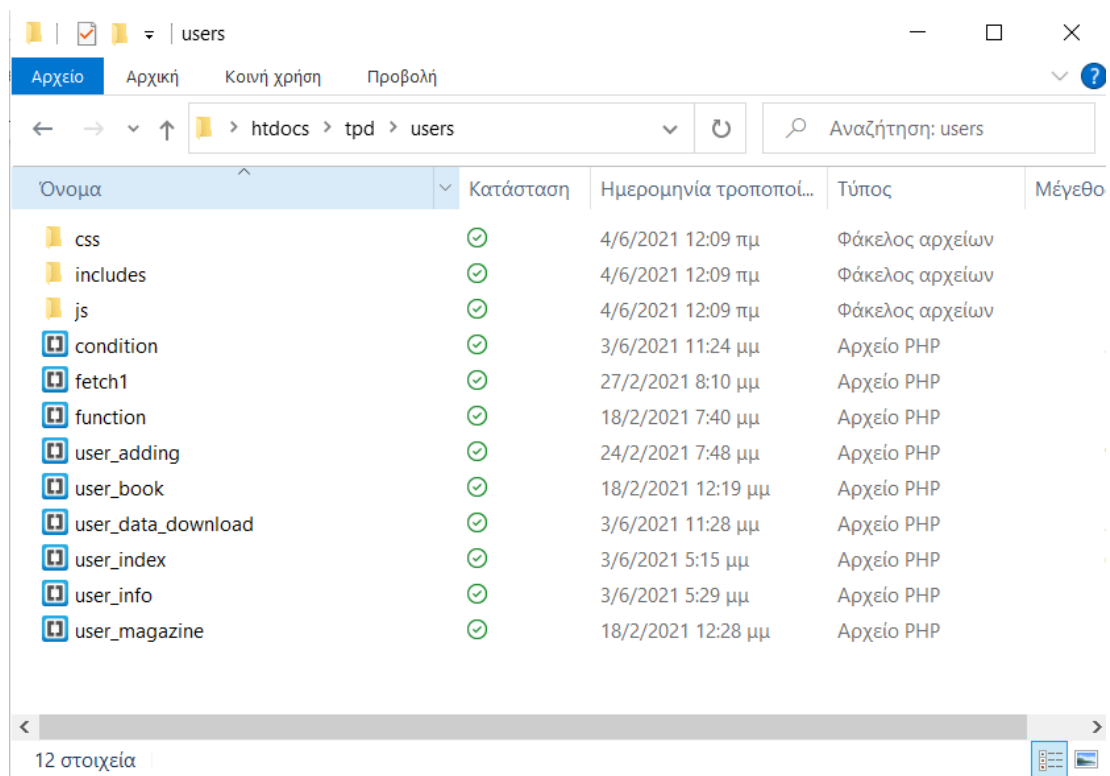 users
Αρχείο Αρχική Κοινή χρήση Προβολή ?
htdocs tpd users Αναζήτηση: users
Όνομα Κατάσταση Ημερομηνία τροποποί... Τύπος Μέγεθο
css 4/6/2021 12:09 πμ Φάκελος αρχείων
includes 4/6/2021 12:09 πμ Φάκελος αρχείων
js 4/6/2021 12:09 πμ Φάκελος αρχείων
condition 3/6/2021 11:24 μμ Αρχείο PHP
fetch1 27/2/2021 8:10 μμ Αρχείο PHP
function 18/2/2021 7:40 μμ Αρχείο PHP
user_adding 24/2/2021 7:48 μμ Αρχείο PHP
user_book 18/2/2021 12:19 μμ Αρχείο PHP
user_data_download 3/6/2021 11:28 μμ Αρχείο PHP
user_index 3/6/2021 5:15 μμ Αρχείο PHP
user_info 3/6/2021 5:29 μμ Αρχείο PHP
user_magazine 18/2/2021 12:28 μμ Αρχείο PHP
12 στοιχεία